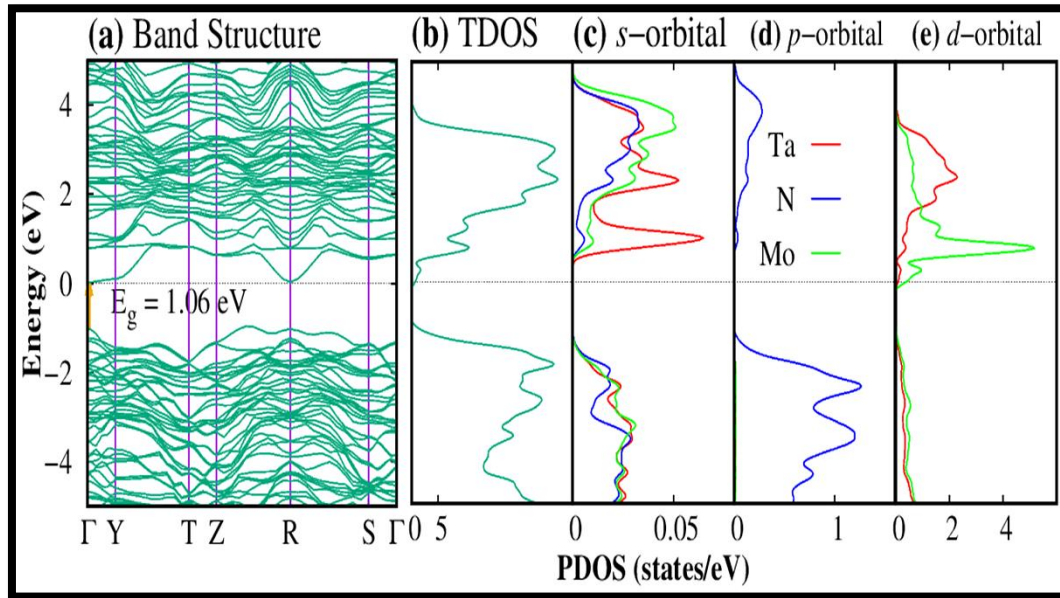 (a) Band Structure
(b) TDOS
(c) s-orbital
(d) p-orbital
(e) d-orbital
Energy (eV)
4
2
0
−2
−4
E_g = 1.06 eV
Ta
N
Mo
Γ Y T Z R S Γ
0 5
0 0.05
0 1
0 2 4
PDOS (states/eV)